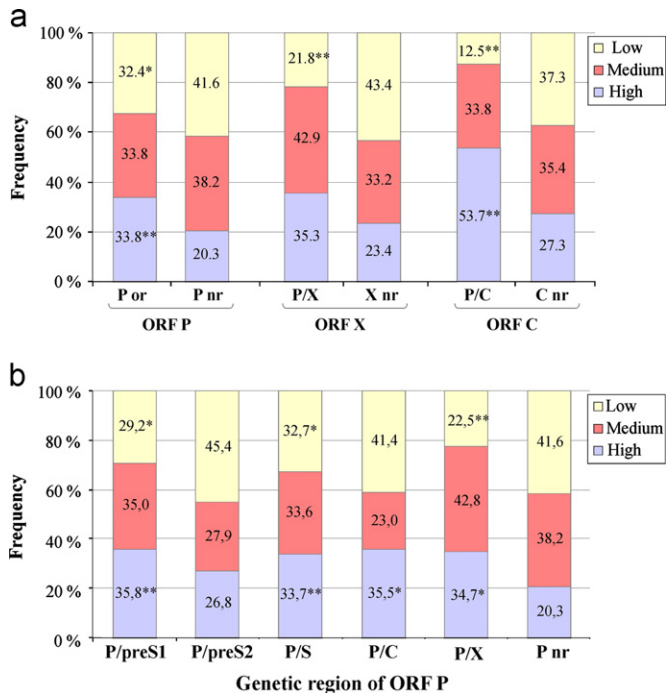 a
100 %
80 %
60 %
40 %
20 %
0 %
Frequency
32.4* 41.6 21.8** 43.4 12.5** 37.3
33.8 38.2 42.9 33.2 33.8 35.4
33.8** 20.3 35.3 23.4 53.7** 27.3
Low
Medium
High
P or P nr P/X X nr P/C C nr
ORF P ORF X ORF C
b
100 %
80 %
60 %
40 %
20 %
0 %
Frequency
29,2* 45,4 32,7* 41,4 22,5** 41,6
35,0 27,9 33,6 23,0 42,8 38,2
35,8** 26,8 33,7** 35,5* 34,7* 20,3
Low
Medium
High
P/preS1 P/preS2 P/S P/C P/X P nr
Genetic region of ORF P